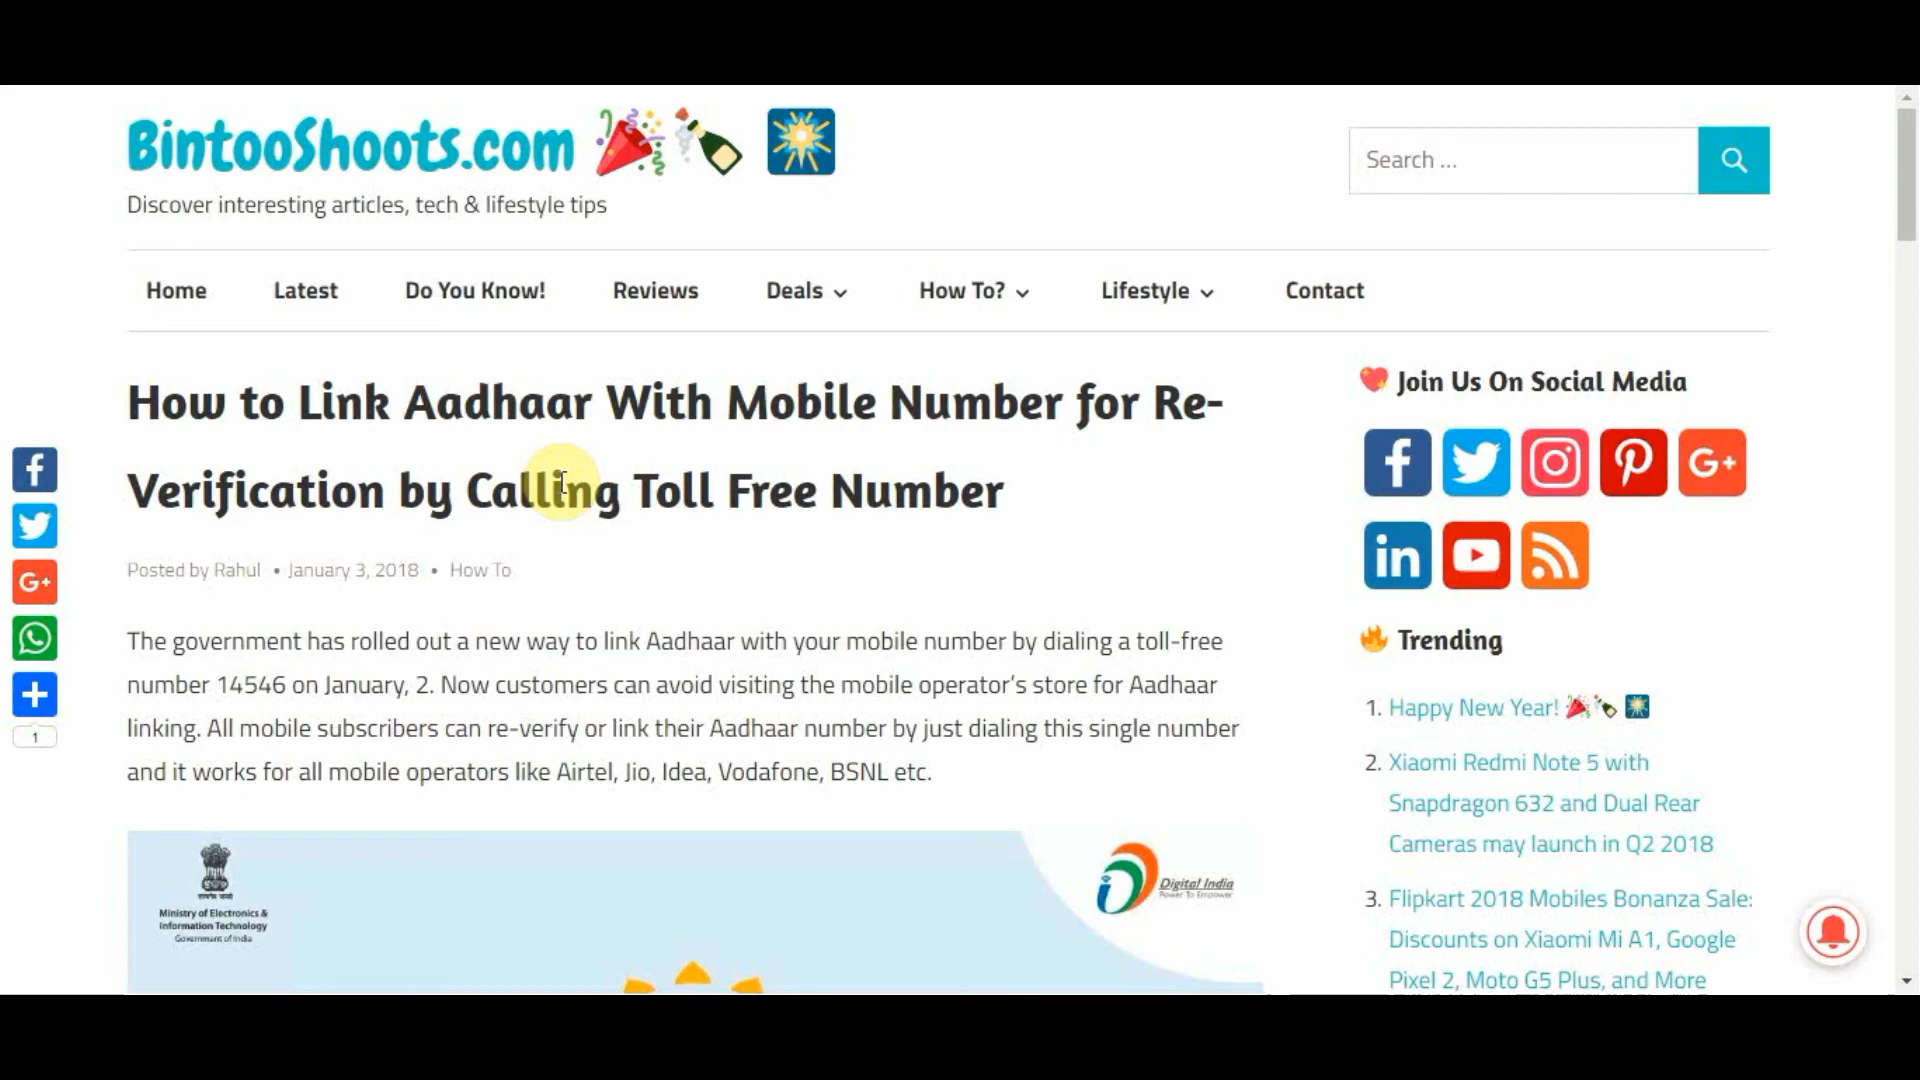 BintooShoots.com
Discover interesting articles, tech & lifestyle tips
Search ...
Home
Latest
Do You Know!
Reviews
Deals
How To?
Lifestyle
Contact
How to Link Aadhaar With Mobile Number for Re-
Verification by Calling Toll Free Number
Posted by Rahul • January 3, 2018 • How To
The government has rolled out a new way to link Aadhaar with your mobile number by dialing a toll-free
number 14546 on January, 2. Now customers can avoid visiting the mobile operator's store for Aadhaar
linking. All mobile subscribers can re-verify or link their Aadhaar number by just dialing this single number
and it works for all mobile operators like Airtel, Jio, Idea, Vodafone, BSNL etc.
1
Ministry of Electronics &
Information Technology
Government of India
Digital India
Power To Empower
Join Us On Social Media
Trending
1. Happy New Year!
2. Xiaomi Redmi Note 5 with
Snapdragon 632 and Dual Rear
Cameras may launch in Q2 2018
3. Flipkart 2018 Mobiles Bonanza Sale:
Discounts on Xiaomi Mi A1, Google
Pixel 2, Moto G5 Plus, and More